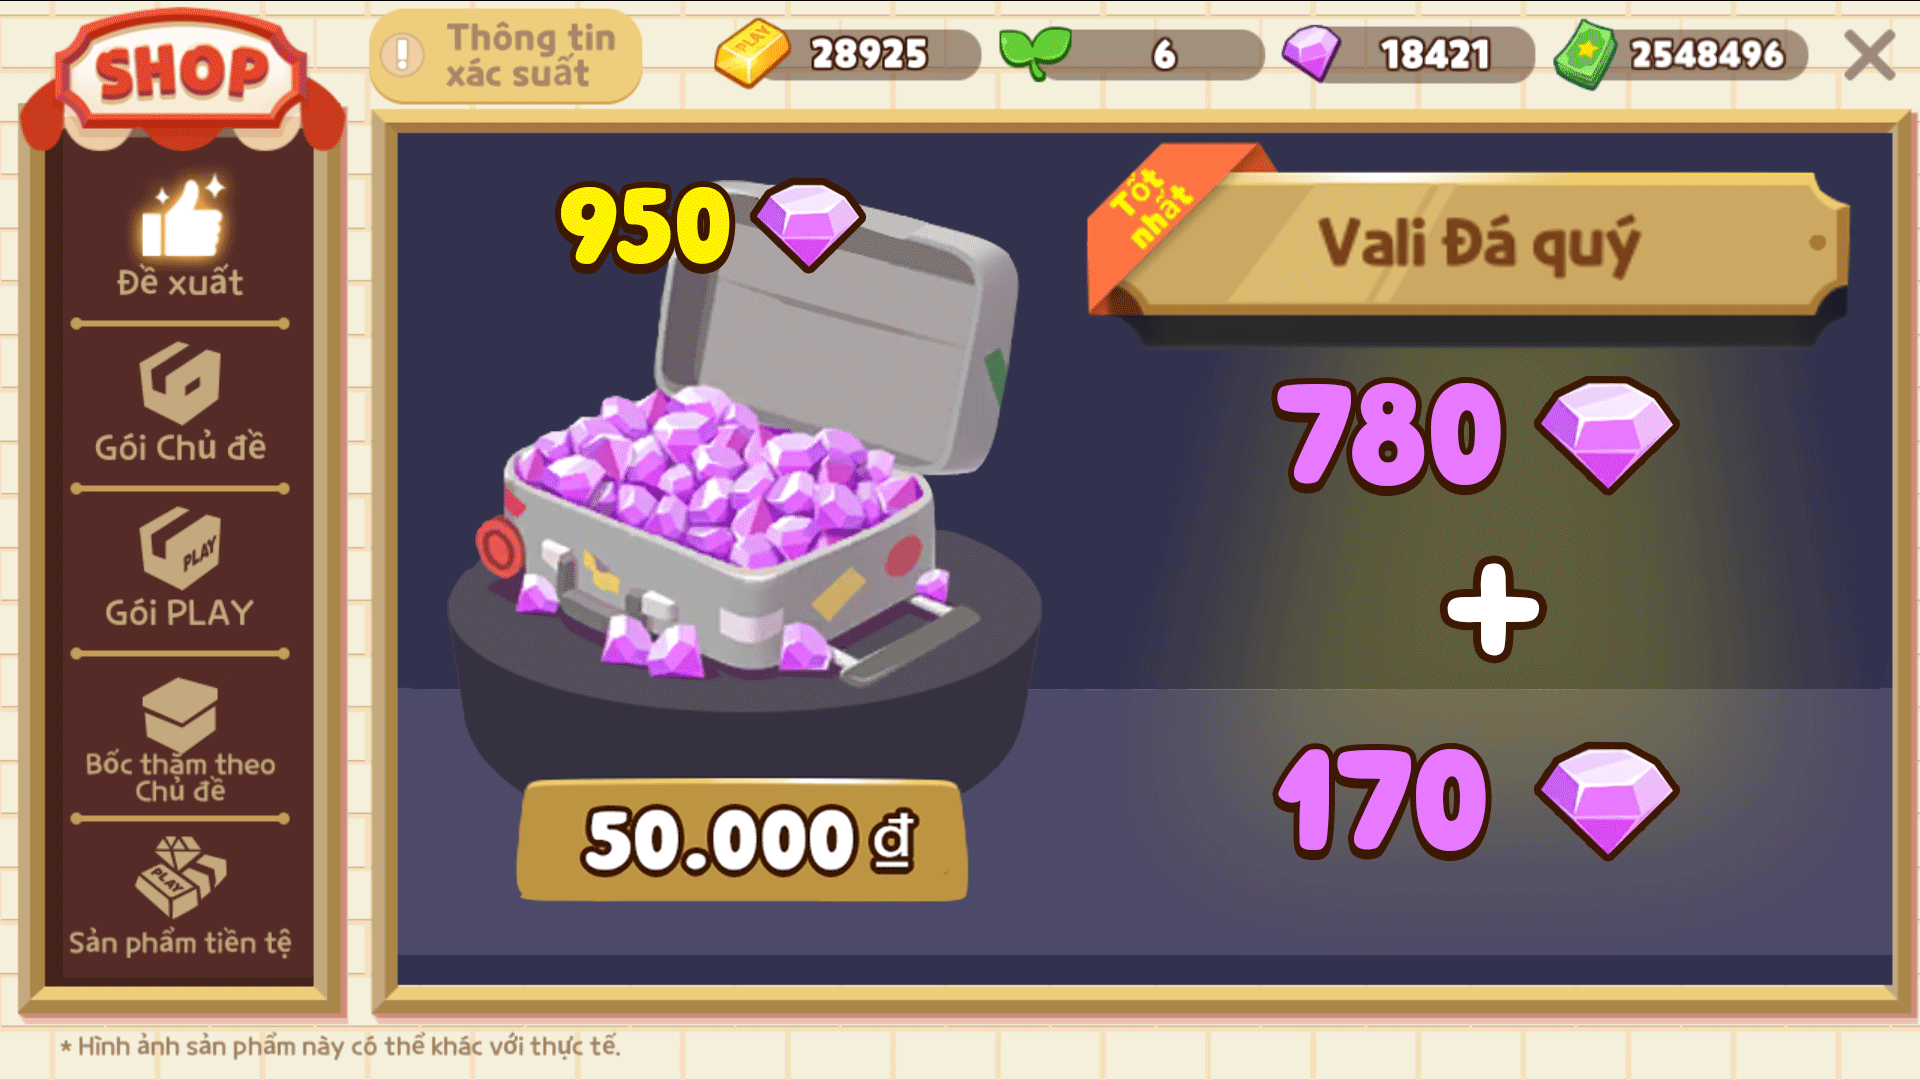 SHOP
Thông tin
xác suất
28925
6
18421
2548496
Đề xuất
Gói Chủ đề
PLAY
Gói PLAY
Bốc thăm theo
Chủ đề
PLAY
Sản phẩm tiền tệ
950
Tốt
nhất
Vali Đá quý
780
+
170
50.000 ₫
* Hình ảnh sản phẩm này có thể khác với thực tế.
PLAY